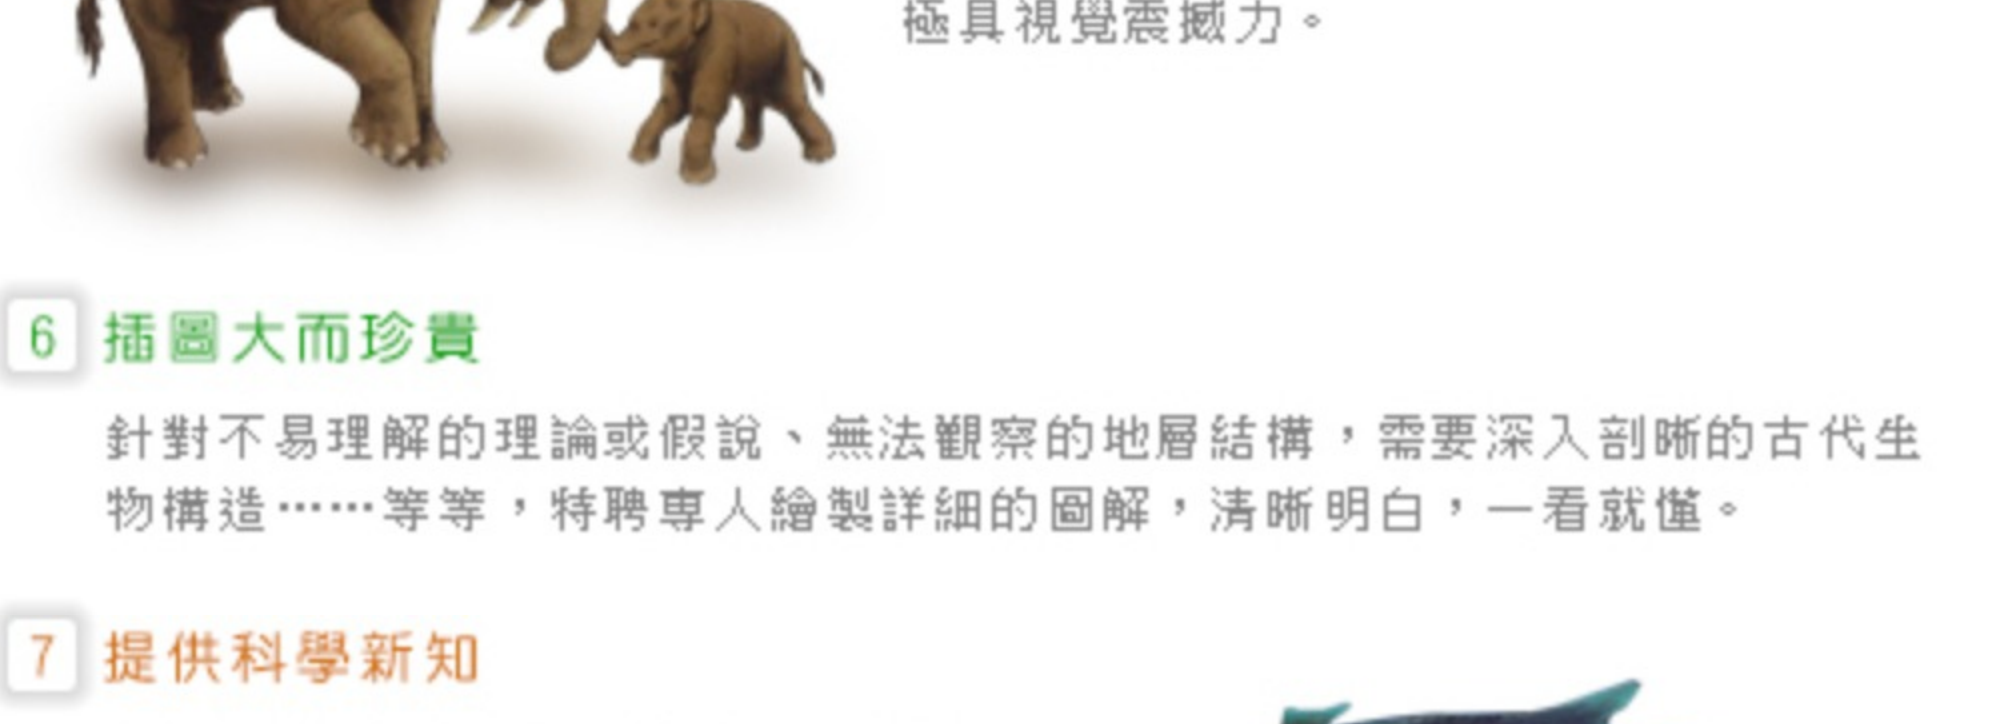 極具視覺震撼力。
6 插圖大而珍貴
針對不易理解的理論或假說、無法觀察的地層結構，需要深入剖晰的古代生
物構造……等等，特聘專人繪製詳細的圖解，清晰明白，一看就懂。
7 提供科學新知